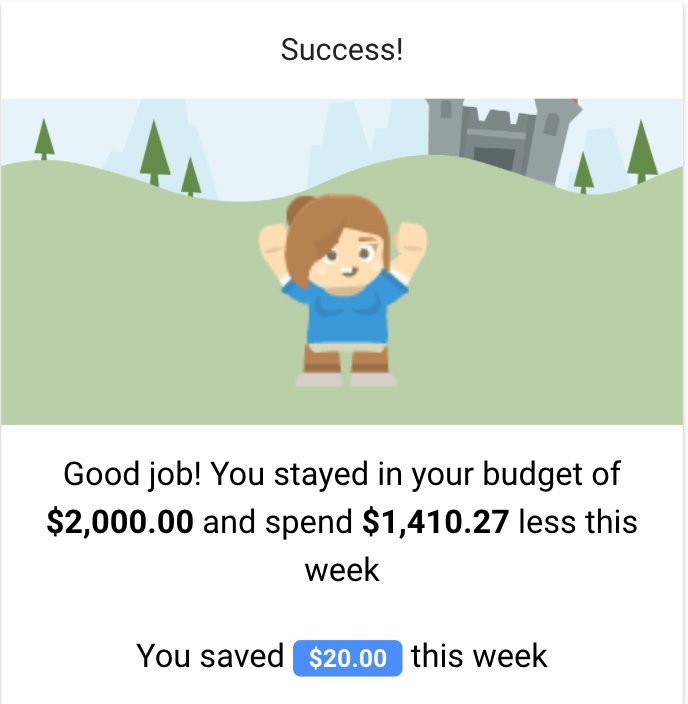 Success!
Good job! You stayed in your budget of
$2,000.00 and spend $1,410.27 less this
week
You saved $20.00 this week